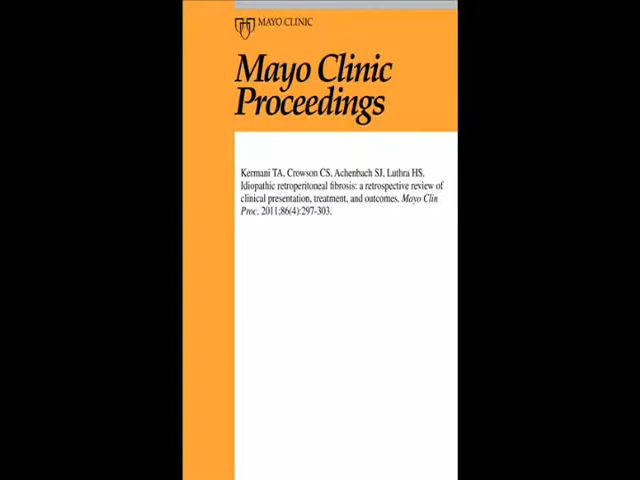 MAYO CLINIC
Mayo Clinic
Proceedings
Kermani TA, Crowson CS, Achenbach SJ, Luthra HS.
Idiopathic retroperitoneal fibrosis: a retrospective review of
clinical presentation, treatment, and outcomes. Mayo Clin
Proc. 2011;86(4):297-303.